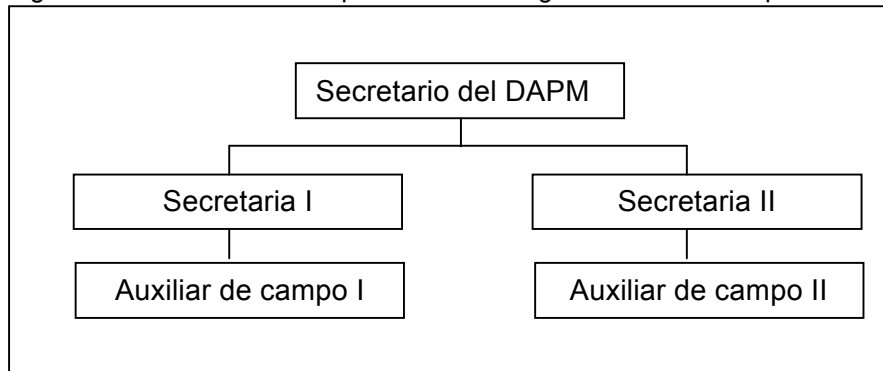 Secretario del DAPM
Secretaria I Secretaria II
Auxiliar de campo I Auxiliar de campo II